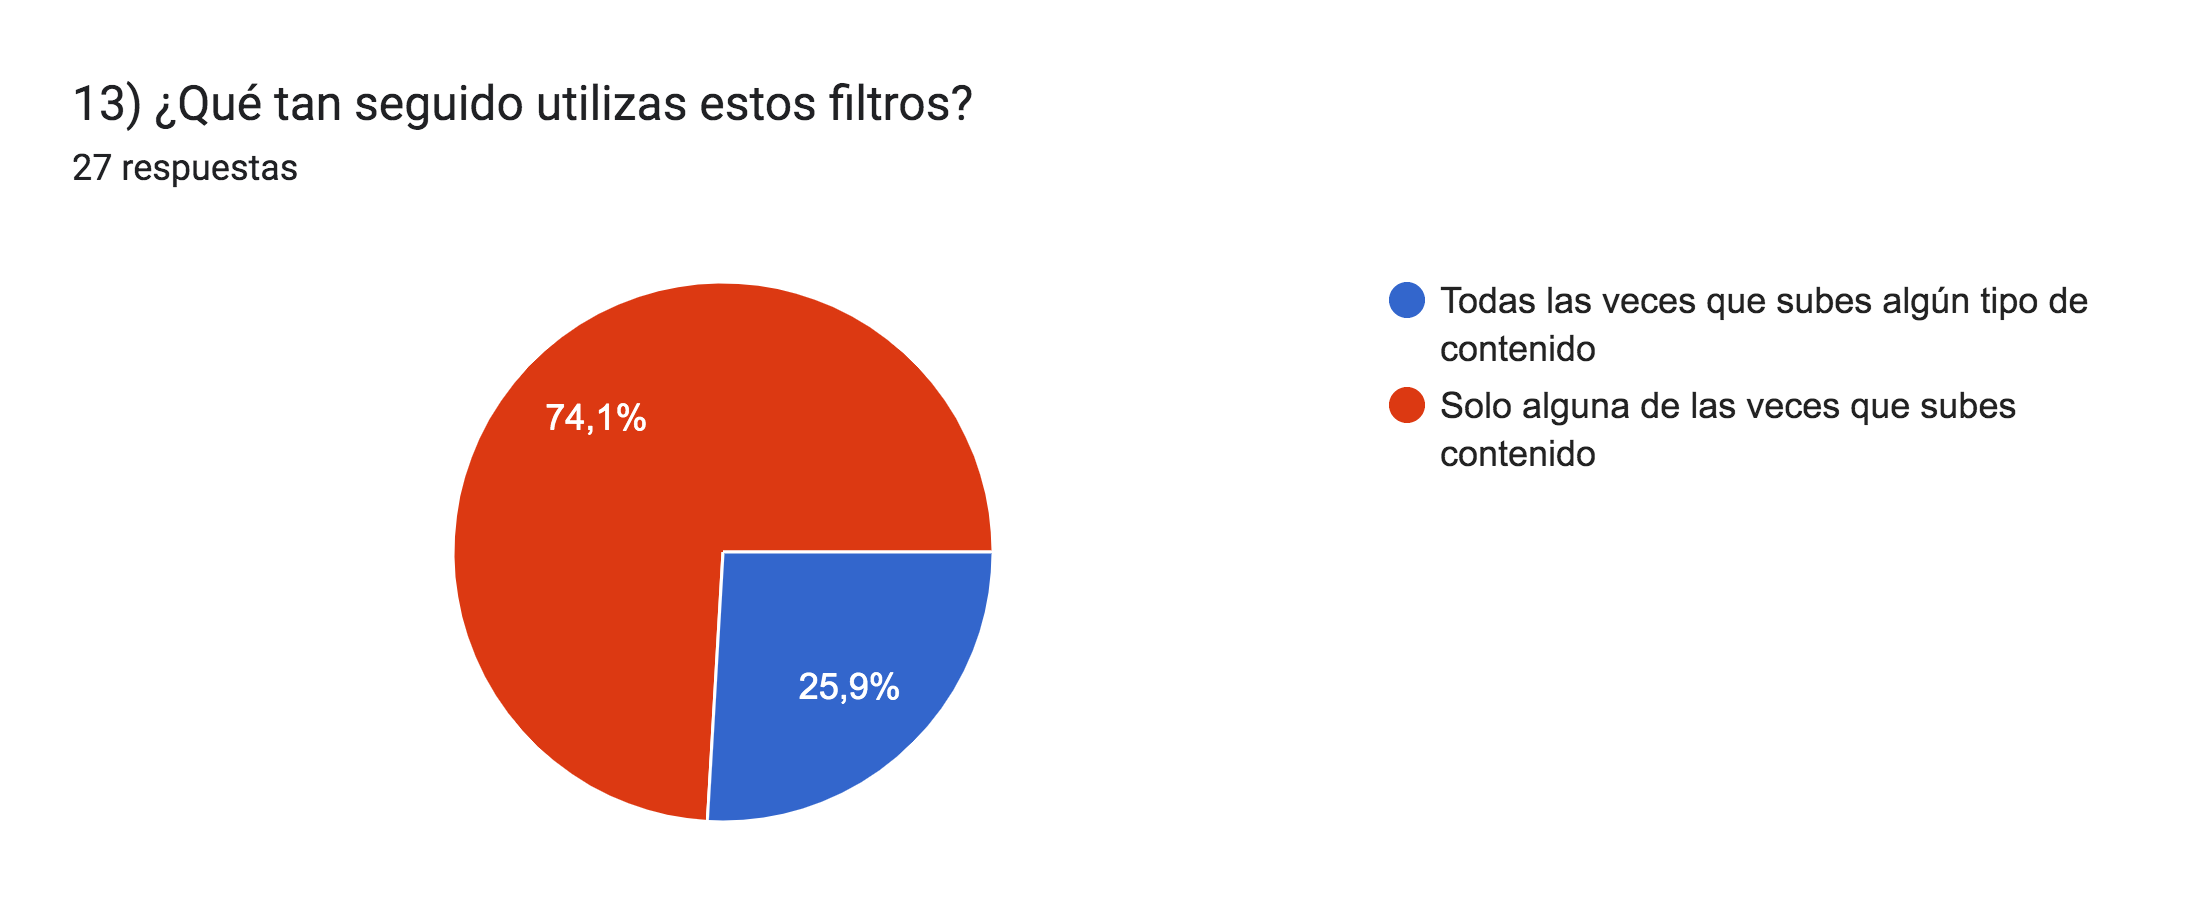 13) ¿Qué tan seguido utilizas estos filtros?
27 respuestas
74,1%
25,9%
Todas las veces que subes algún tipo de
contenido
Solo alguna de las veces que subes
contenido